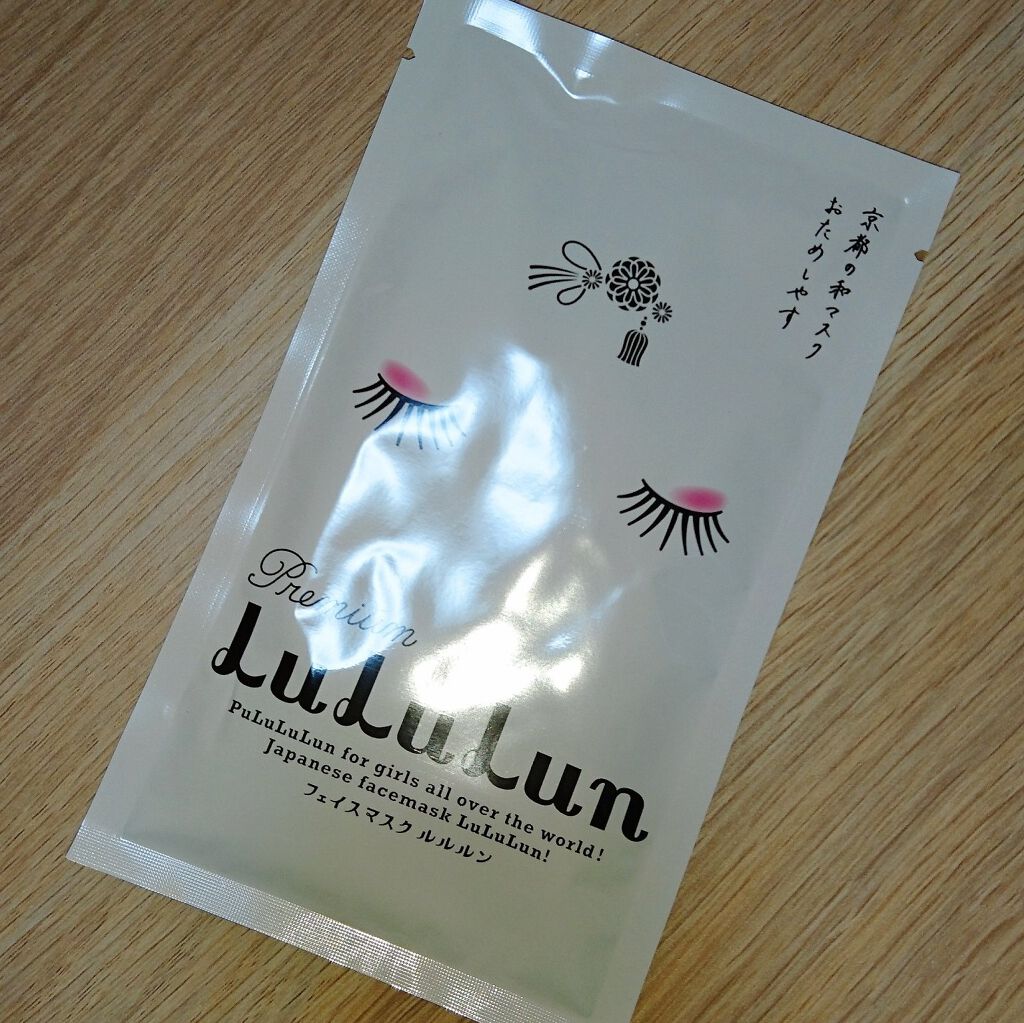 京都の和マスク
おためしやす
Premium
LuLuLun
PuLuLuLun for girls all over the world!
Japanese facemask LuLuLun!
フェイスマスク ルルルン